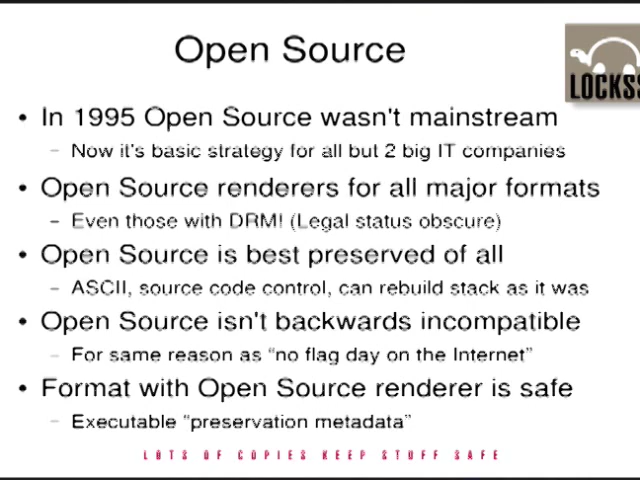 Open Source
LOCKSS
• In 1995 Open Source wasn't mainstream
– Now it's basic strategy for all but 2 big IT companies
• Open Source renderers for all major formats
– Even those with DRM! (Legal status obscure)
• Open Source is best preserved of all
– ASCII, source code control, can rebuild stack as it was
• Open Source isn't backwards incompatible
– For same reason as “no flag day on the Internet”
• Format with Open Source renderer is safe
– Executable “preservation metadata”
LOTS OF COPIES KEEP STUFF SAFE